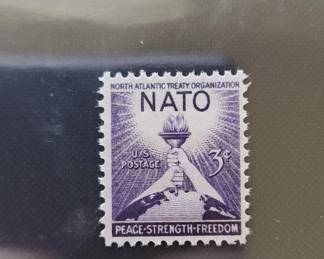 NORTH ATLANTIC TREATY ORGANIZATION
NATO
U.S.
POSTAGE
3¢
PEACE·STRENGTH·FREEDOM